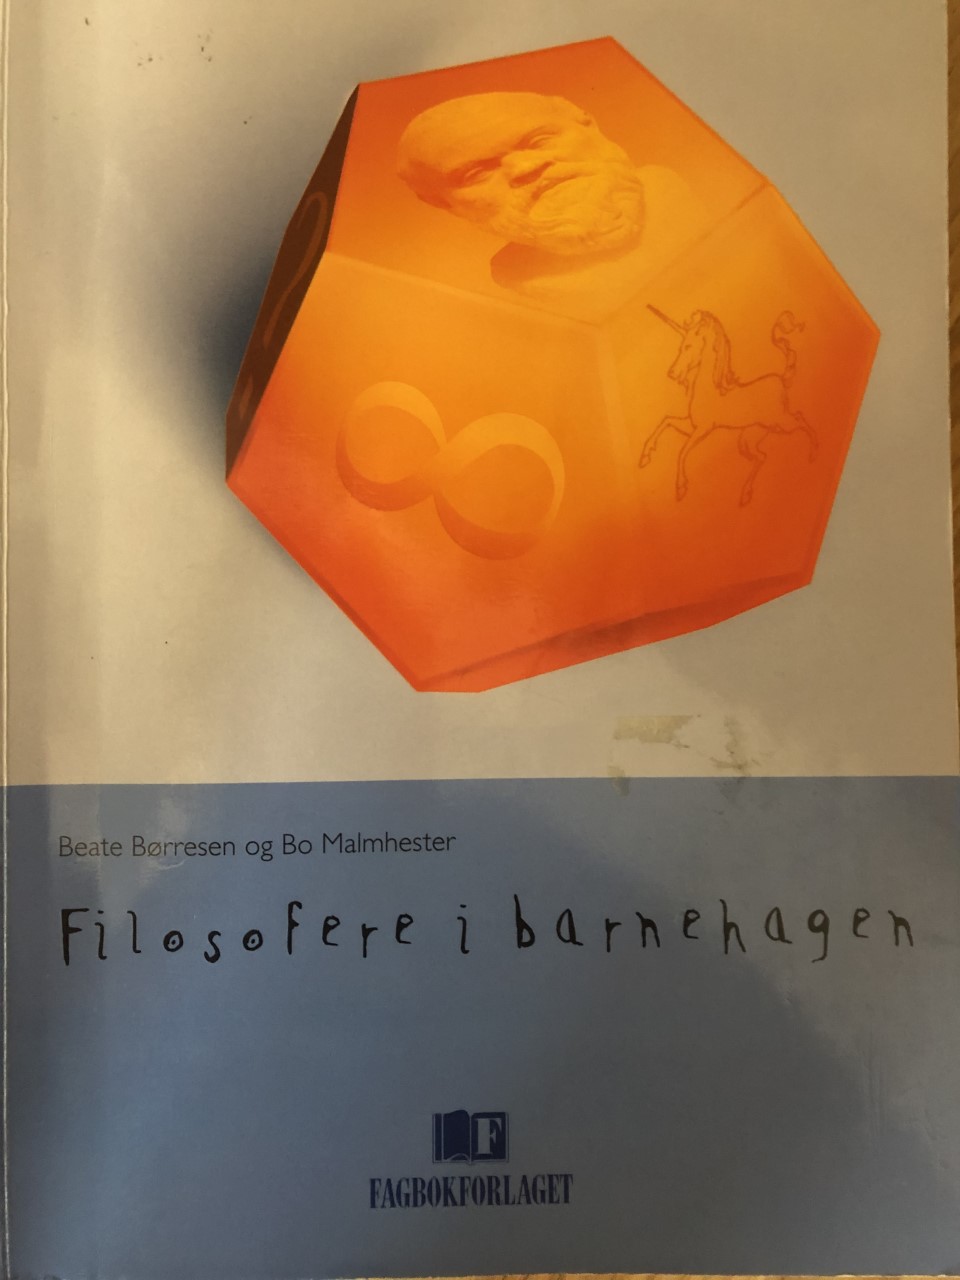 Beate Børresen og Bo Malmhester
Filosofere i barnehagen
F
FAGBOKFORLAGET